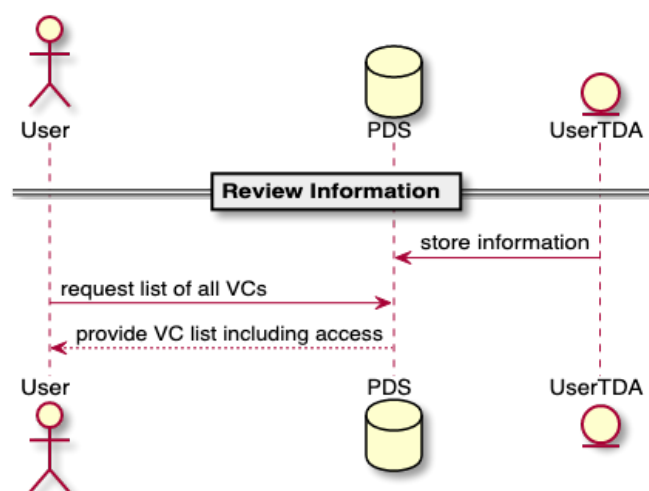 User
PDS
UserTDA
Review Information
store information
request list of all VCs
provide VC list including access
User
PDS
UserTDA